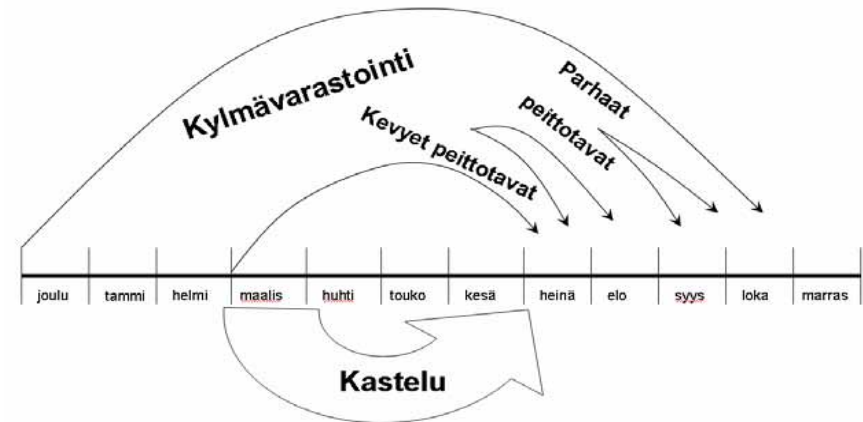 Kylmävarastointi
Parhaat
peittotavat
Kevyet peittotavat
joulu tammi helmi maalis huhti touko kesä heinä elo syys loka marras
Kastelu